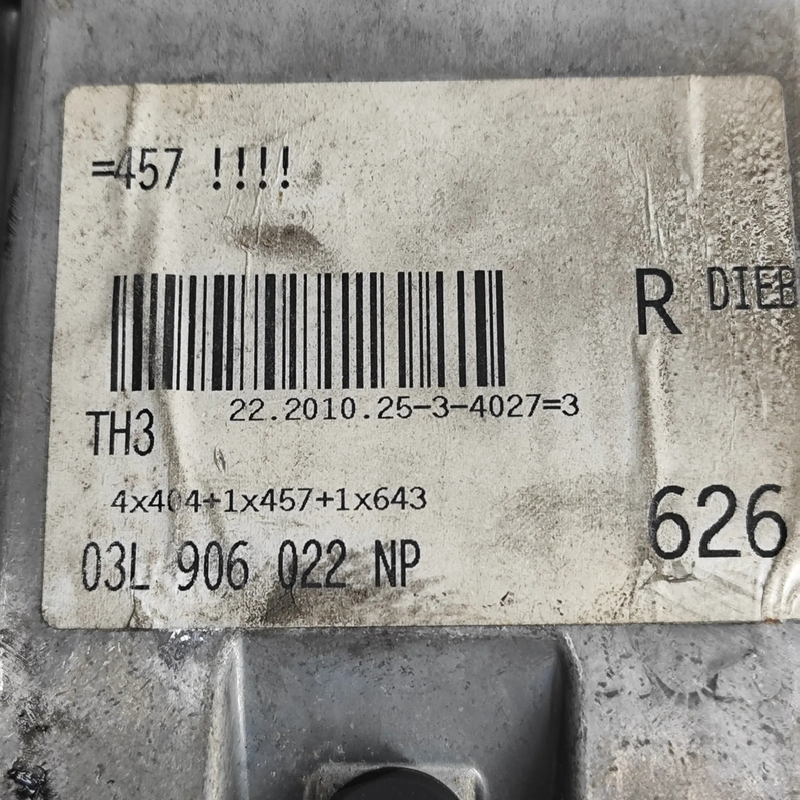 =457 !!!!
R DIEB
22.2010.25-3-4027=3
TH3
4x404+1x457+1x643
626
03L 906 022 NP